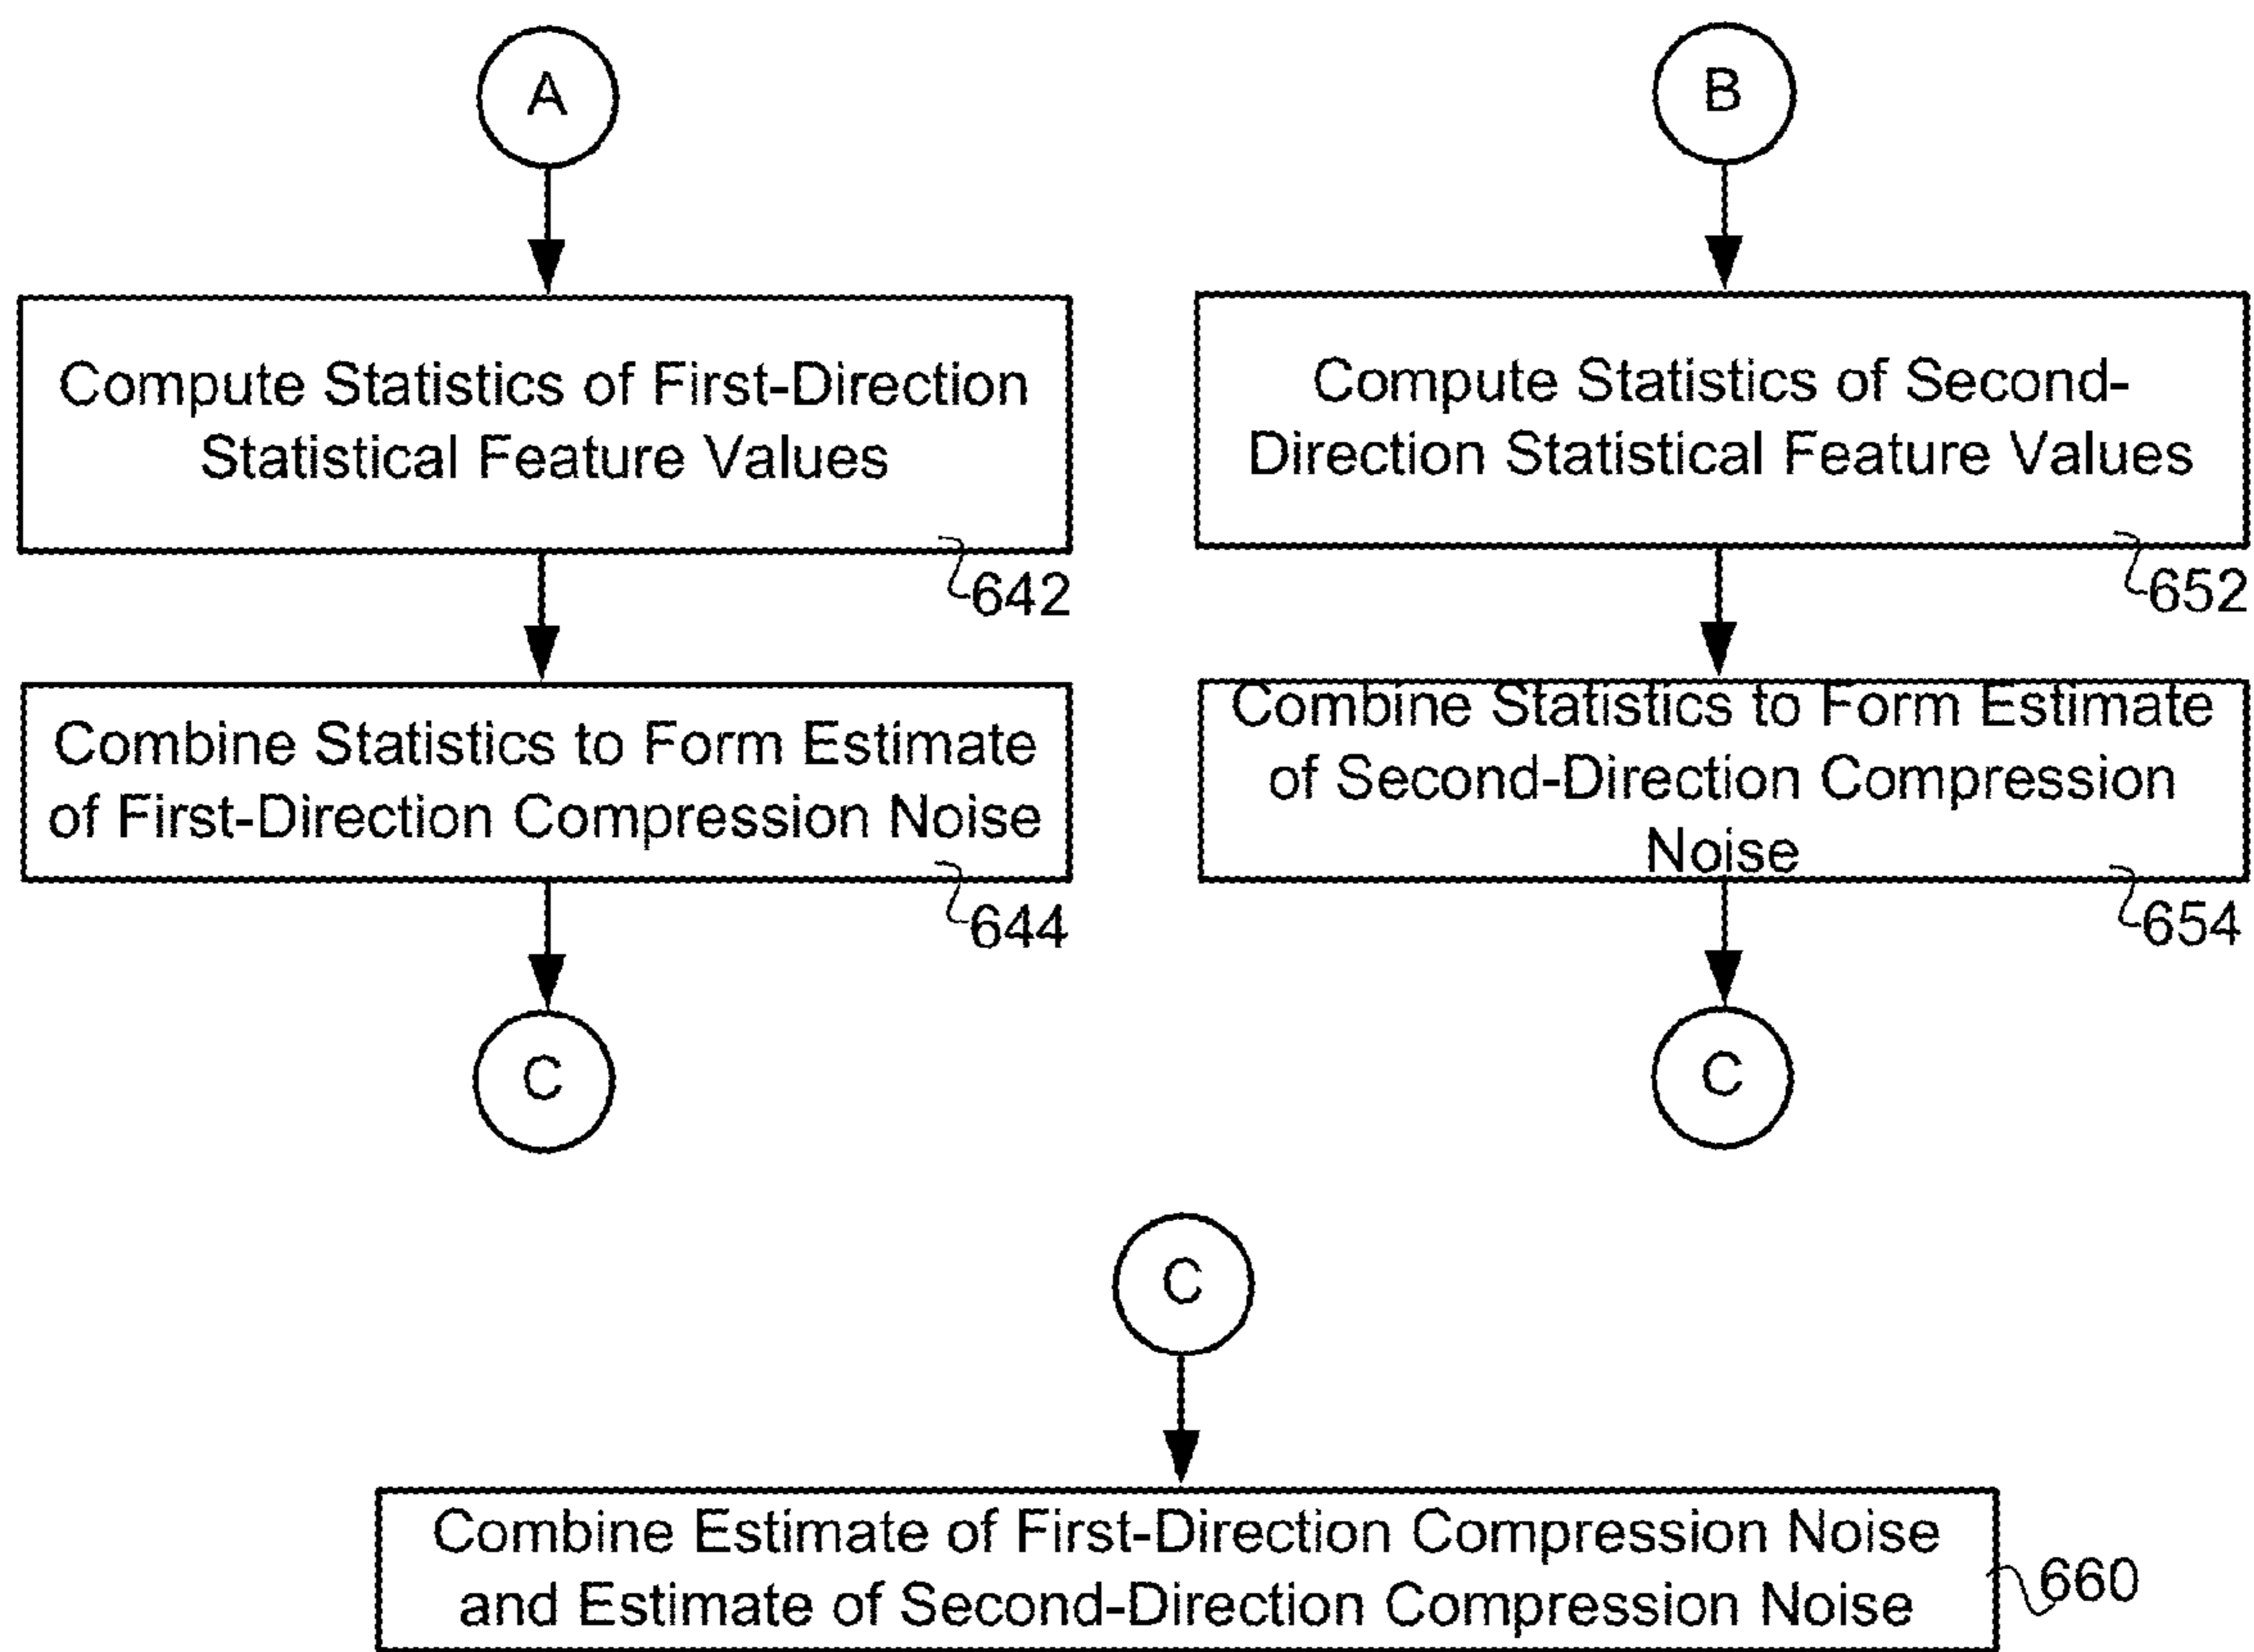 A
Compute Statistics of First-Direction
Statistical Feature Values
642
Combine Statistics to Form Estimate
of First-Direction Compression Noise
644
C
B
Compute Statistics of Second-
Direction Statistical Feature Values
652
Combine Statistics to Form Estimate
of Second-Direction Compression
Noise
654
C
C
Combine Estimate of First-Direction Compression Noise
and Estimate of Second-Direction Compression Noise
660